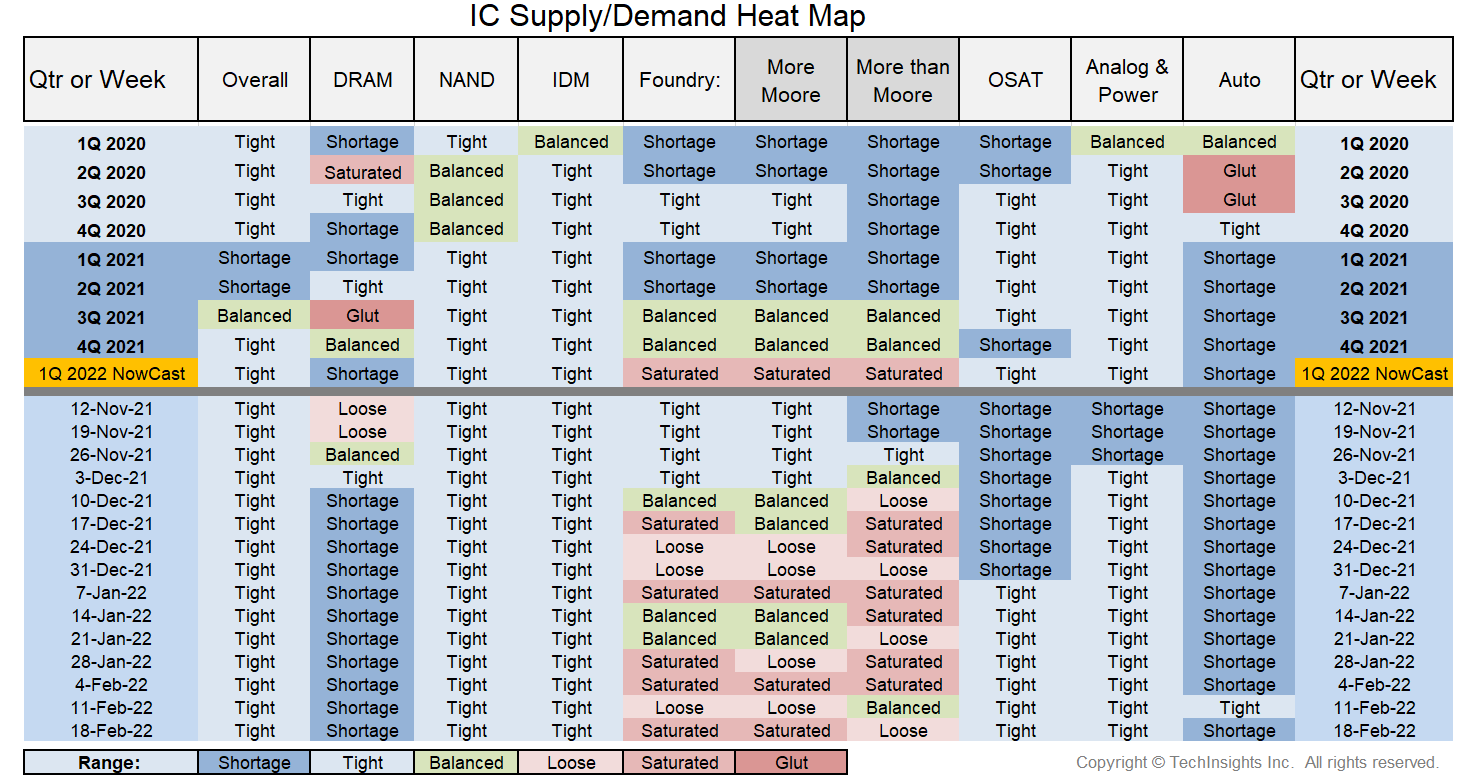 IC Supply/Demand Heat Map
Qtr or Week Overall DRAM NAND IDM Foundry: More Moore More than Moore OSAT Analog & Power Auto Qtr or Week
1Q 2020 Tight Shortage Tight Balanced Shortage Shortage Shortage Shortage Balanced Balanced 1Q 2020
2Q 2020 Tight Saturated Balanced Tight Shortage Shortage Shortage Shortage Tight Glut 2Q 2020
3Q 2020 Tight Tight Balanced Tight Tight Tight Shortage Tight Tight Glut 3Q 2020
4Q 2020 Tight Shortage Balanced Tight Tight Tight Shortage Tight Tight Tight 4Q 2020
1Q 2021 Shortage Shortage Tight Tight Shortage Shortage Shortage Tight Tight Shortage 1Q 2021
2Q 2021 Shortage Tight Tight Tight Shortage Shortage Shortage Tight Tight Shortage 2Q 2021
3Q 2021 Balanced Glut Tight Tight Balanced Balanced Balanced Tight Tight Shortage 3Q 2021
4Q 2021 Tight Balanced Tight Tight Balanced Balanced Balanced Shortage Tight Shortage 4Q 2021
1Q 2022 NowCast Tight Shortage Tight Tight Saturated Saturated Saturated Tight Tight Shortage 1Q 2022 NowCast
12-Nov-21 Tight Loose Tight Tight Tight Tight Shortage Shortage Shortage Shortage 12-Nov-21
19-Nov-21 Tight Loose Tight Tight Tight Tight Shortage Shortage Shortage Shortage 19-Nov-21
26-Nov-21 Tight Balanced Tight Tight Tight Tight Tight Shortage Shortage Shortage 26-Nov-21
3-Dec-21 Tight Tight Tight Tight Tight Tight Balanced Shortage Tight Shortage 3-Dec-21
10-Dec-21 Tight Shortage Tight Tight Balanced Balanced Loose Shortage Tight Shortage 10-Dec-21
17-Dec-21 Tight Shortage Tight Tight Saturated Balanced Saturated Shortage Tight Shortage 17-Dec-21
24-Dec-21 Tight Shortage Tight Tight Loose Loose Saturated Shortage Tight Shortage 24-Dec-21
31-Dec-21 Tight Shortage Tight Tight Loose Loose Loose Shortage Tight Shortage 31-Dec-21
7-Jan-22 Tight Shortage Tight Tight Saturated Saturated Saturated Tight Tight Shortage 7-Jan-22
14-Jan-22 Tight Shortage Tight Tight Balanced Balanced Saturated Tight Tight Shortage 14-Jan-22
21-Jan-22 Tight Shortage Tight Tight Balanced Balanced Loose Tight Tight Shortage 21-Jan-22
28-Jan-22 Tight Shortage Tight Tight Saturated Loose Saturated Tight Tight Shortage 28-Jan-22
4-Feb-22 Tight Shortage Tight Tight Saturated Saturated Saturated Tight Tight Shortage 4-Feb-22
11-Feb-22 Tight Shortage Tight Tight Loose Loose Balanced Tight Tight Tight 11-Feb-22
18-Feb-22 Tight Shortage Tight Tight Saturated Saturated Loose Tight Tight Shortage 18-Feb-22
Range: Shortage Tight Balanced Loose Saturated Glut
Copyright © TechInsights Inc. All rights reserved.